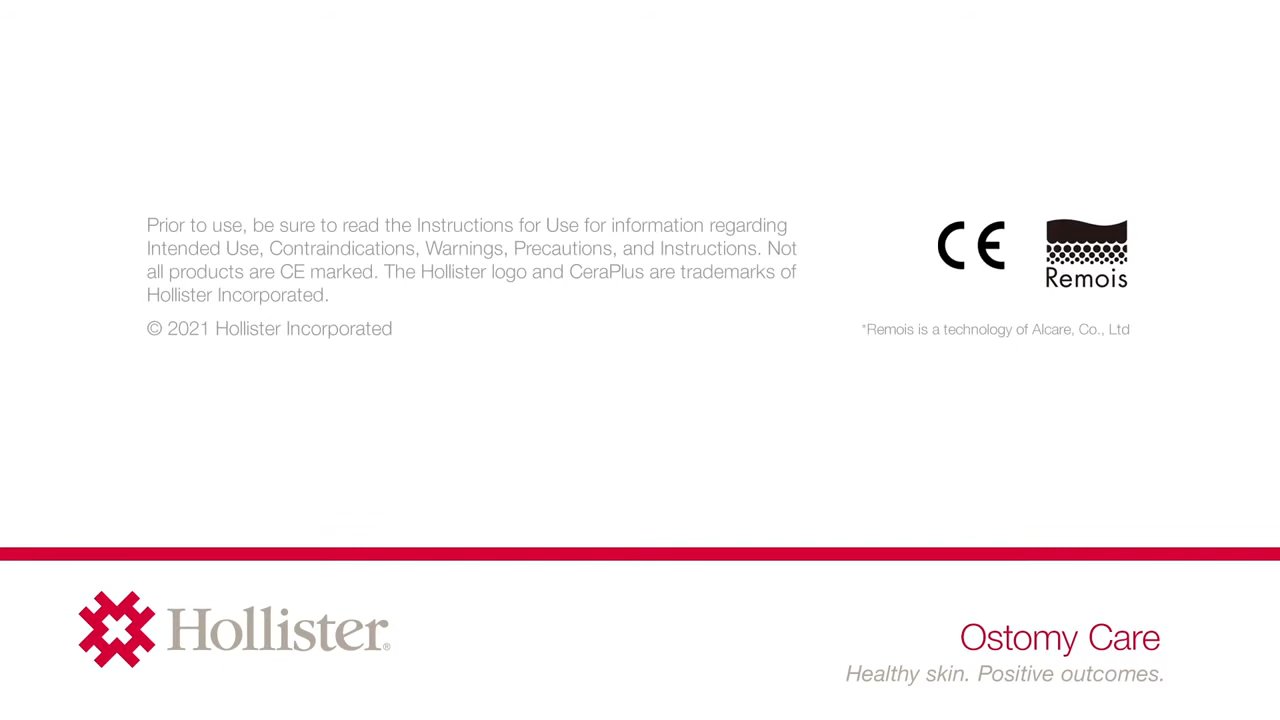 Prior to use, be sure to read the Instructions for Use for information regarding
Intended Use, Contraindications, Warnings, Precautions, and Instructions. Not
all products are CE marked. The Hollister logo and CeraPlus are trademarks of
Hollister Incorporated.
© 2021 Hollister Incorporated
CE
Remois
*Remois is a technology of Alcare, Co., Ltd
Hollister®
Ostomy Care
Healthy skin. Positive outcomes.